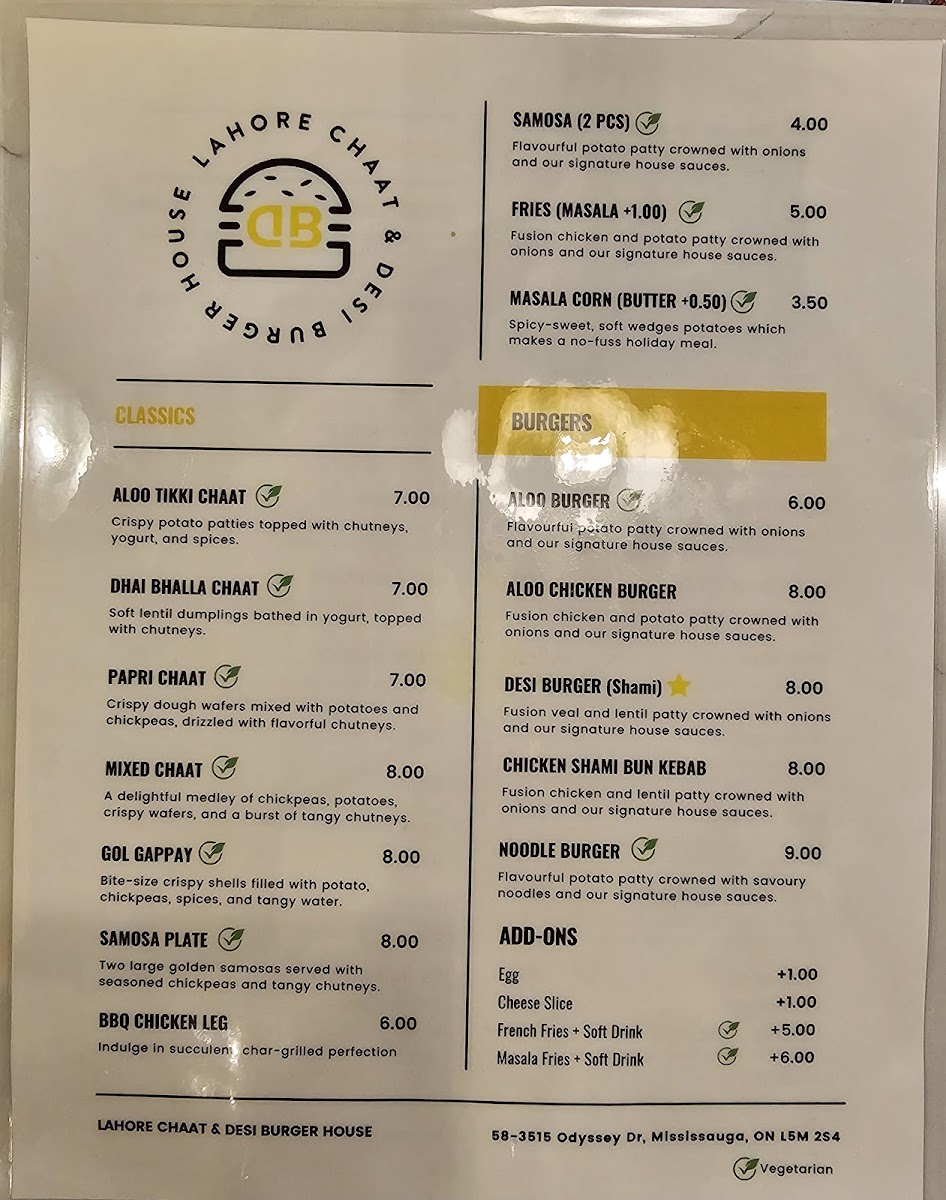 LAHORE CHAAT & DESI BURGER HOUSE
DB
SAMOSA (2 PCS) 4.00
Flavourful potato patty crowned with onions
and our signature house sauces.
FRIES (MASALA +1.00) 5.00
Fusion chicken and potato patty crowned with
onions and our signature house sauces.
MASALA CORN (BUTTER +0.50) 3.50
Spicy-sweet, soft wedges potatoes which
makes a no-fuss holiday meal.
CLASSICS
ALOO TIKKI CHAAT 7.00
Crispy potato patties topped with chutneys,
yogurt, and spices.
DHAI BHALLA CHAAT 7.00
Soft lentil dumplings bathed in yogurt, topped
with chutneys.
PAPRI CHAAT 7.00
Crispy dough wafers mixed with potatoes and
chickpeas, drizzled with flavorful chutneys.
MIXED CHAAT 8.00
A delightful medley of chickpeas, potatoes,
crispy wafers, and a burst of tangy chutneys.
GOL GAPPAY 8.00
Bite-size crispy shells filled with potato,
chickpeas, spices, and tangy water.
SAMOSA PLATE 8.00
Two large golden samosas served with
seasoned chickpeas and tangy chutneys.
BBQ CHICKEN LEG 6.00
Indulge in succulent char-grilled perfection
BURGERS
ALOO BURGER 6.00
Flavourful potato patty crowned with onions
and our signature house sauces.
ALOO CHICKEN BURGER 8.00
Fusion chicken and potato patty crowned with
onions and our signature house sauces.
DESI BURGER (Shami) 8.00
Fusion veal and lentil patty crowned with onions
and our signature house sauces.
CHICKEN SHAMI BUN KEBAB 8.00
Fusion chicken and lentil patty crowned with
onions and our signature house sauces.
NOODLE BURGER 9.00
Flavourful potato patty crowned with savoury
noodles and our signature house sauces.
ADD-ONS
Egg +1.00
Cheese Slice +1.00
French Fries + Soft Drink +5.00
Masala Fries + Soft Drink +6.00
LAHORE CHAAT & DESI BURGER HOUSE
58-3515 Odyssey Dr, Mississauga, ON L5M 2S4
Vegetarian